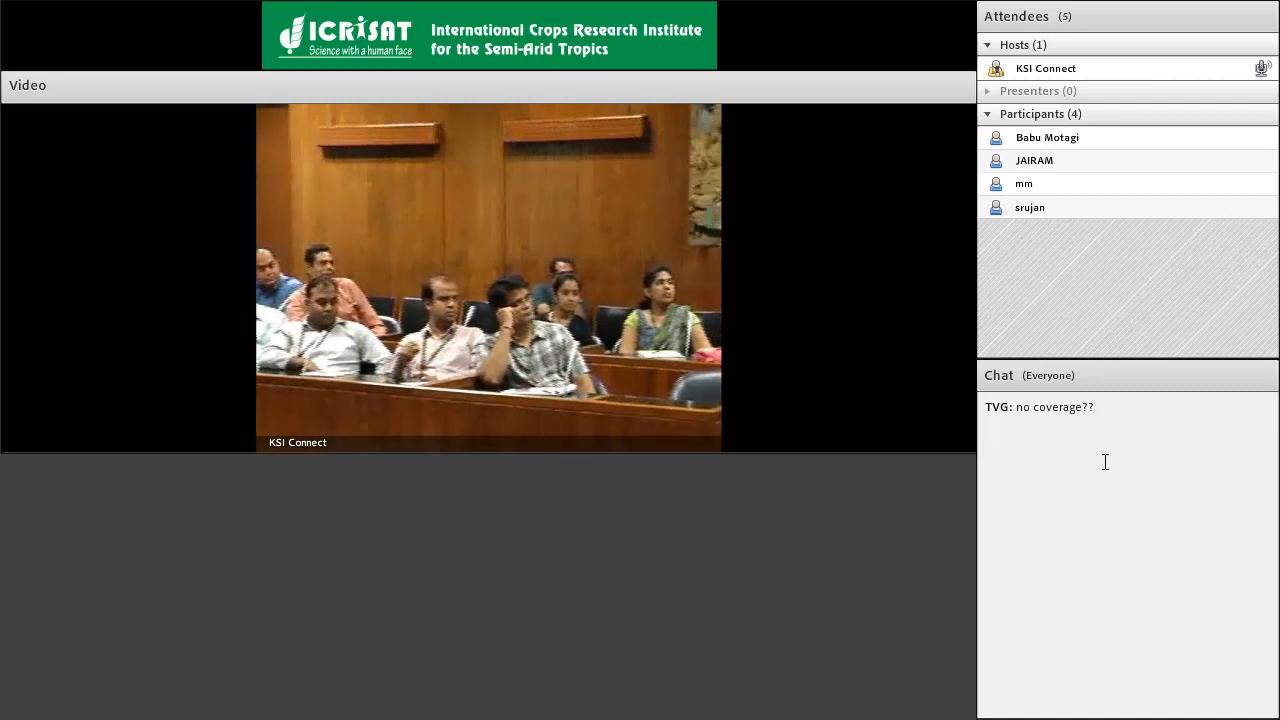 ICRISAT
Science with a human face
International Crops Research Institute
for the Semi-Arid Tropics
Video
KSI Connect
Attendees (5)
Hosts (1)
KSI Connect
Presenters (0)
Participants (4)
Babu Motagi
JAIRAM
mm
srujan
Chat (Everyone)
TVG: no coverage??